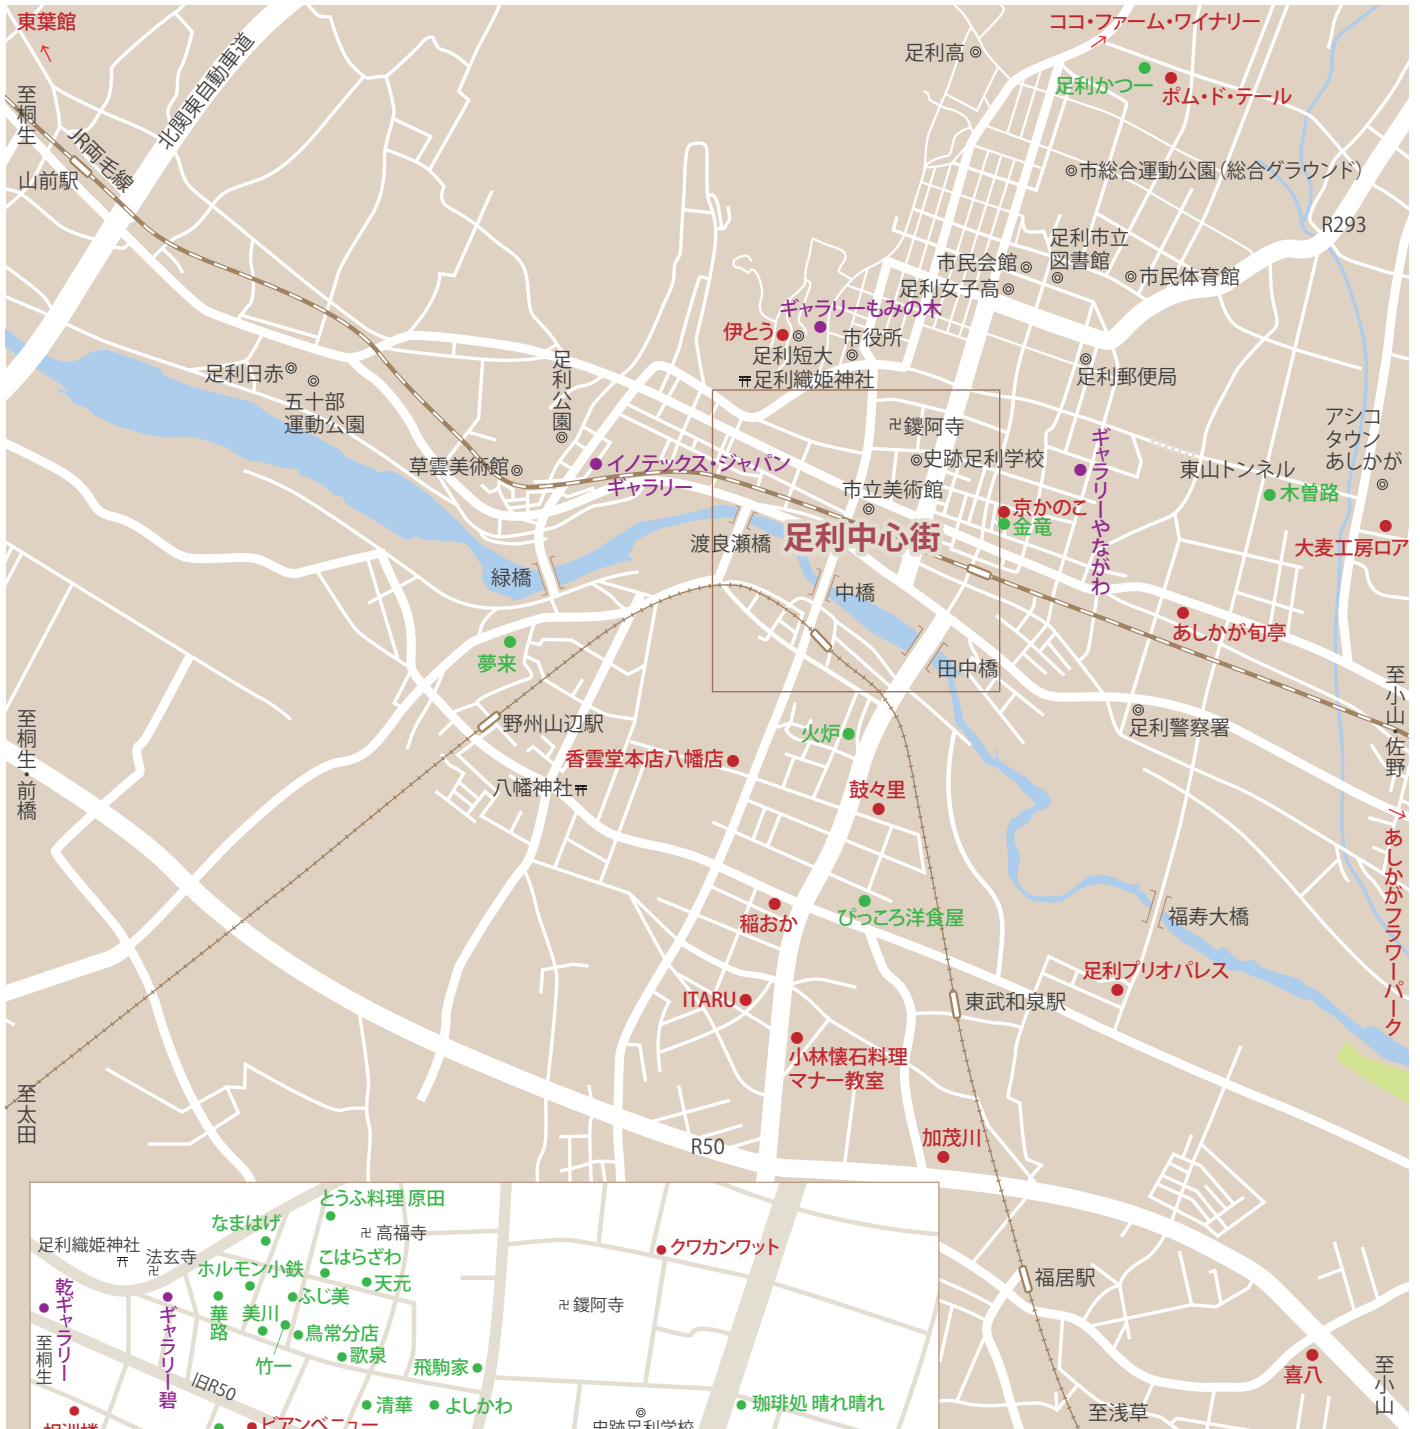 東葉館
↑
至桐生
JR両毛線
山前駅
北関東自動車道
ココ・ファーム・ワイナリー
→
足利高
足利かつ一
ポム・ド・テール
市総合運動公園(総合グラウンド)
R293
足利市立
図書館
市民会館
市民体育館
足利女子高
ギャラリーもみの木
伊とう
市役所
足利短大
足利織姫神社
足利郵便局
足利日赤
五十部
運動公園
足利公園
草雲美術館
イノテックス・ジャパン
ギャラリー
鑁阿寺
史跡足利学校
市立美術館
足利中心街
京かのこ
金竜
ギャラリーやながわ
アシコ
タウン
あしかが
東山トンネル
木曽路
大麦工房ロア
渡良瀬橋
緑橋
中橋
田中橋
あしかが旬亭
夢来
至小山・佐野
足利警察署
至桐生・前橋
野州山辺駅
火炉
香雲堂本店八幡店
八幡神社
鼓々里
→
あしかがフラワーパーク
稲おか
ぴっころ洋食屋
福寿大橋
足利プリオパレス
ITARU
東武和泉駅
小林懐石料理
マナー教室
至太田
加茂川
R50
福居駅
喜八
至小山
至浅草
とうふ料理 原田
なまはげ
高福寺
足利織姫神社
法玄寺
こはらざわ
ホルモン小鉄
天元
クワカンワット
乾ギャラリー
ギャラリー碧
ふじ美
華路
美川
鳥常分店
鑁阿寺
竹一
歌泉
飛駒家
至桐生
旧R50
清華
よしかわ
珈琲処 晴れ晴れ
ビアンベニュー
史跡足利学校